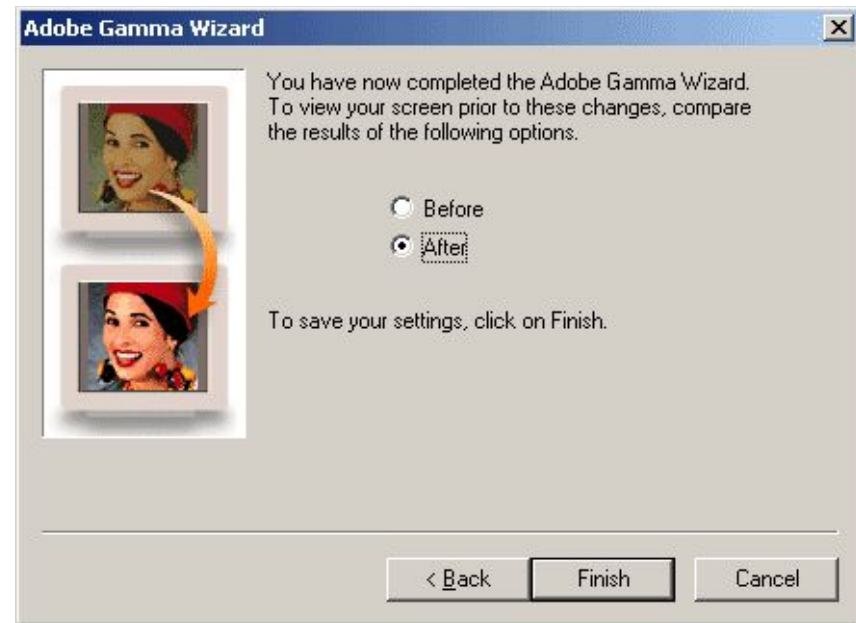 Adobe Gamma Wizard
You have now completed the Adobe Gamma Wizard.
To view your screen prior to these changes, compare
the results of the following options.
Before
After
To save your settings, click on Finish.
< Back
Finish
Cancel